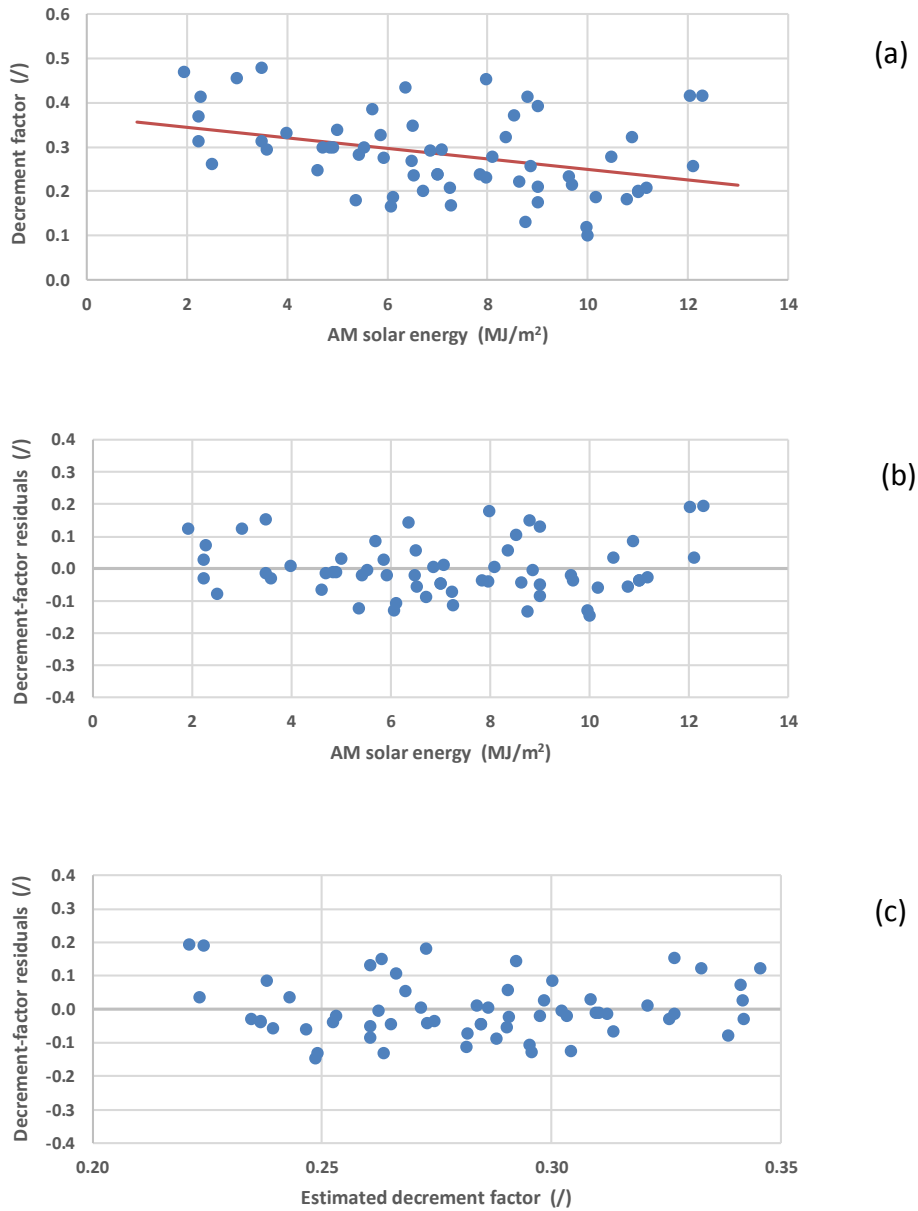 (a)
Decrement factor (/)
0.6
0.5
0.4
0.3
0.2
0.1
0.0
0 2 4 6 8 10 12 14
AM solar energy (MJ/m²)
(b)
Decrement-factor residuals (/)
0.4
0.3
0.2
0.1
0.0
-0.1
-0.2
-0.3
-0.4
0 2 4 6 8 10 12 14
AM solar energy (MJ/m²)
(c)
Decrement-factor residuals (/)
0.4
0.3
0.2
0.1
0.0
-0.1
-0.2
-0.3
-0.4
0.20 0.25 0.30 0.35
Estimated decrement factor (/)